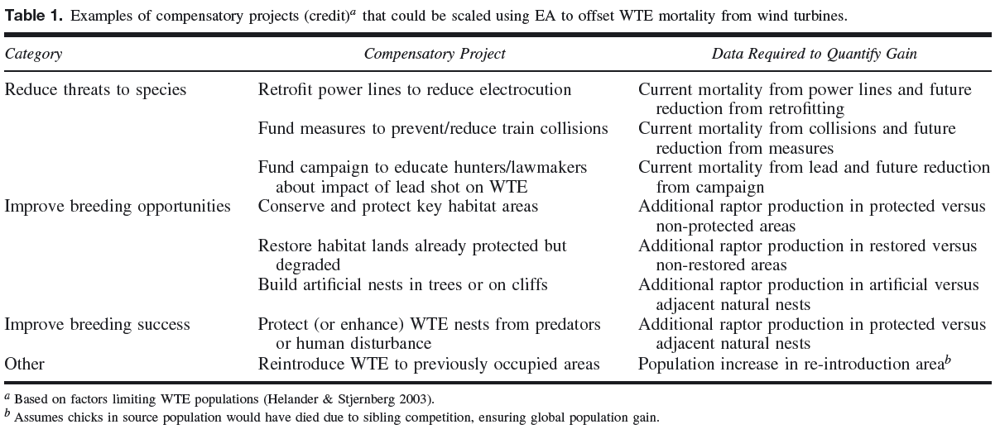 Table 1. Examples of compensatory projects (credit)a that could be scaled using EA to offset WTE mortality from wind turbines.
Category Compensatory Project Data Required to Quantify Gain
Reduce threats to species Retrofit power lines to reduce electrocution Current mortality from power lines and future
reduction from retrofitting
Fund measures to prevent/reduce train collisions Current mortality from collisions and future
reduction from measures
Fund campaign to educate hunters/lawmakers Current mortality from lead and future reduction
about impact of lead shot on WTE from campaign
Improve breeding opportunities Conserve and protect key habitat areas Additional raptor production in protected versus
non-protected areas
Restore habitat lands already protected but Additional raptor production in restored versus
degraded non-restored areas
Build artificial nests in trees or on cliffs Additional raptor production in artificial versus
adjacent natural nests
Improve breeding success Protect (or enhance) WTE nests from predators Additional raptor production in protected versus
or human disturbance adjacent natural nests
Other Reintroduce WTE to previously occupied areas Population increase in re-introduction areab
a Based on factors limiting WTE populations (Helander & Stjernberg 2003).
b Assumes chicks in source population would have died due to sibling competition, ensuring global population gain.